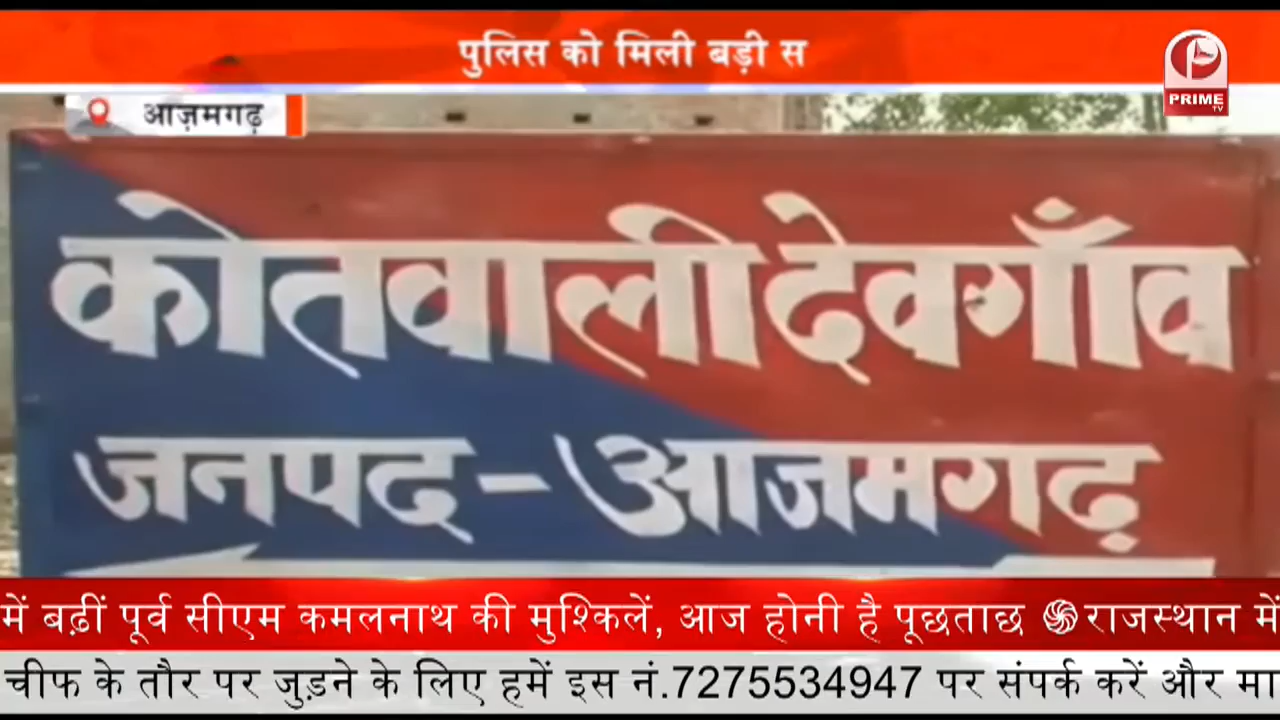 पुलिस को मिली बड़ी स
PRIME
TV
आज़मगढ़
कोतवाली देवगाँव
जनपद - आजमगढ़
में बढ़ीं पूर्व सीएम कमलनाथ की मुश्किलें, आज होनी है पूछताछ राजस्थान में
चीफ के तौर पर जुड़ने के लिए हमें इस नं.7275534947 पर संपर्क करें और मा